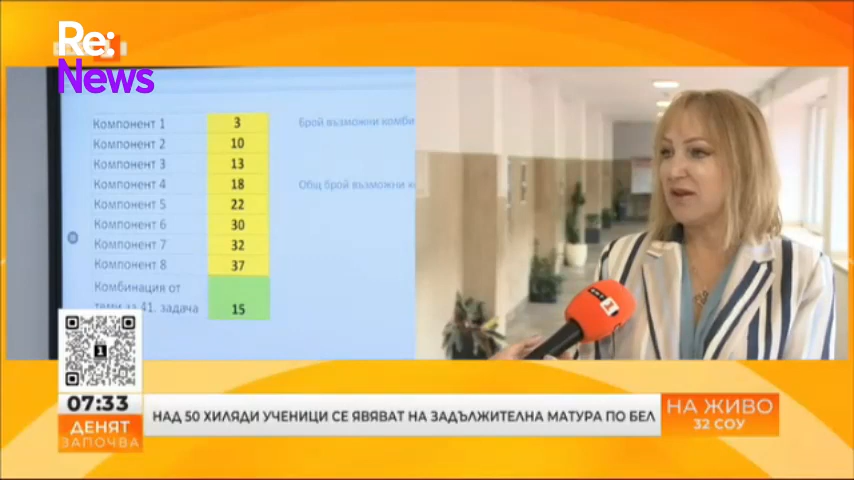 Re:
News
Компонент 1 3 Брой възможни комби
Компонент 2 10
Компонент 3 13
Компонент 4 18 Общ брой възможни
Компонент 5 22
Компонент 6 30
Компонент 7 32
Компонент 8 37
Комбинация от
теми за 41. задача 15
1
07:33
ДЕНЯТ
ЗАПОЧВА
НАД 50 ХИЛЯДИ УЧЕНИЦИ СЕ ЯВЯВАТ НА ЗАДЪЛЖИТЕЛНА МАТУРА ПО БЕЛ
НА ЖИВО
32 СОУ